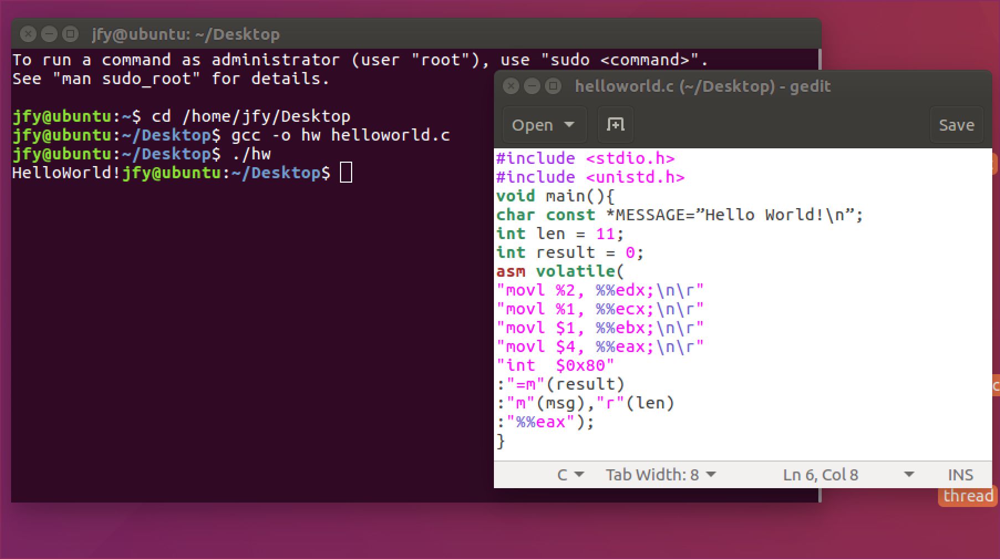 jfy@ubuntu: ~/Desktop
To run a command as administrator (user "root"), use "sudo <command>".
See "man sudo_root" for details.
jfy@ubuntu:~$ cd /home/jfy/Desktop
jfy@ubuntu:~/Desktop$ gcc -o hw helloworld.c
jfy@ubuntu:~/Desktop$ ./hw
HelloWorld!jfy@ubuntu:~/Desktop$
helloworld.c (~/Desktop) - gedit
Open
Save
#include <stdio.h>
#include <unistd.h>
void main(){
char const *MESSAGE=”Hello World!\n”;
int len = 11;
int result = 0;
asm volatile(
"movl %2, %%edx;\n\r"
"movl %1, %%ecx;\n\r"
"movl $1, %%ebx;\n\r"
"movl $4, %%eax;\n\r"
"int  $0x80"
:"=m"(result)
:"m"(msg),"r"(len)
:"%%eax");
}
C
Tab Width: 8
Ln 6, Col 8
INS
c
thread